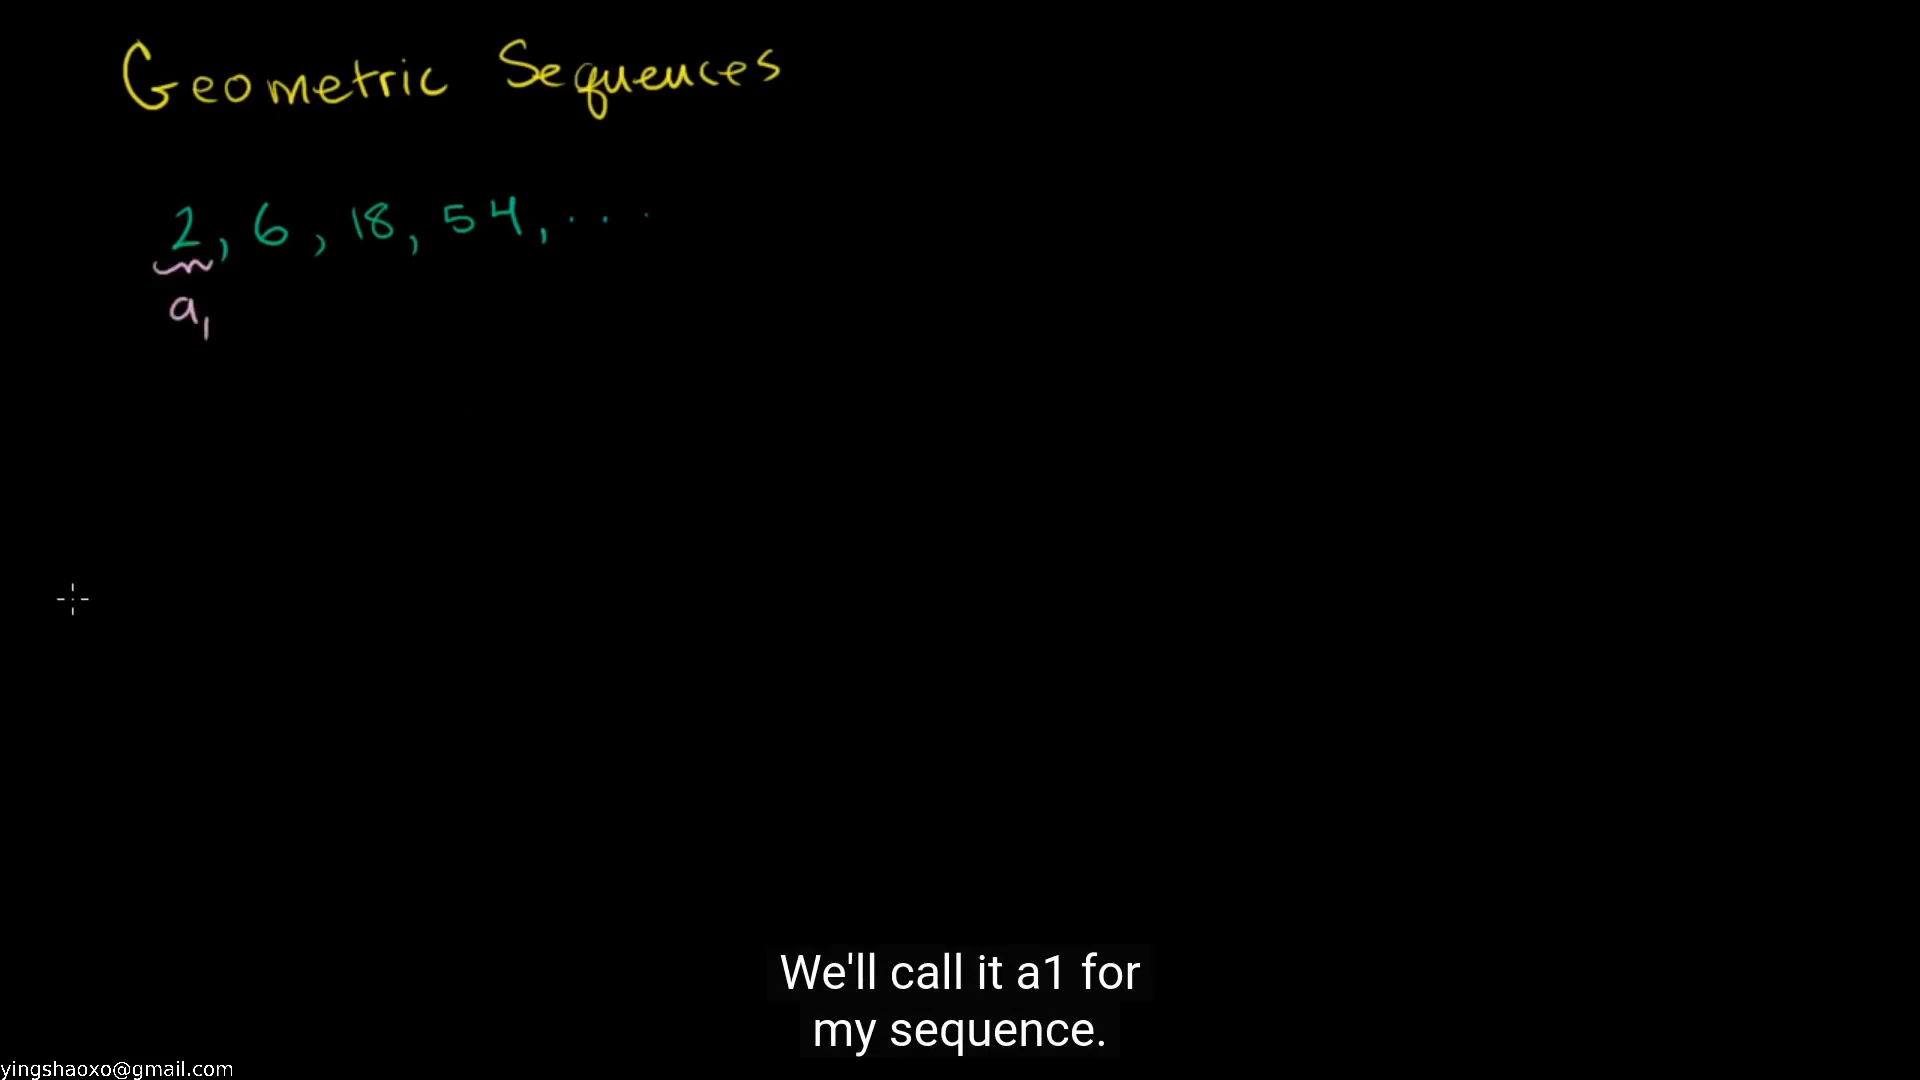 Geometric Sequences
2, 6, 18, 54, ...
a1
We'll call it a1 for
my sequence.
yingshaoxo@gmail.com